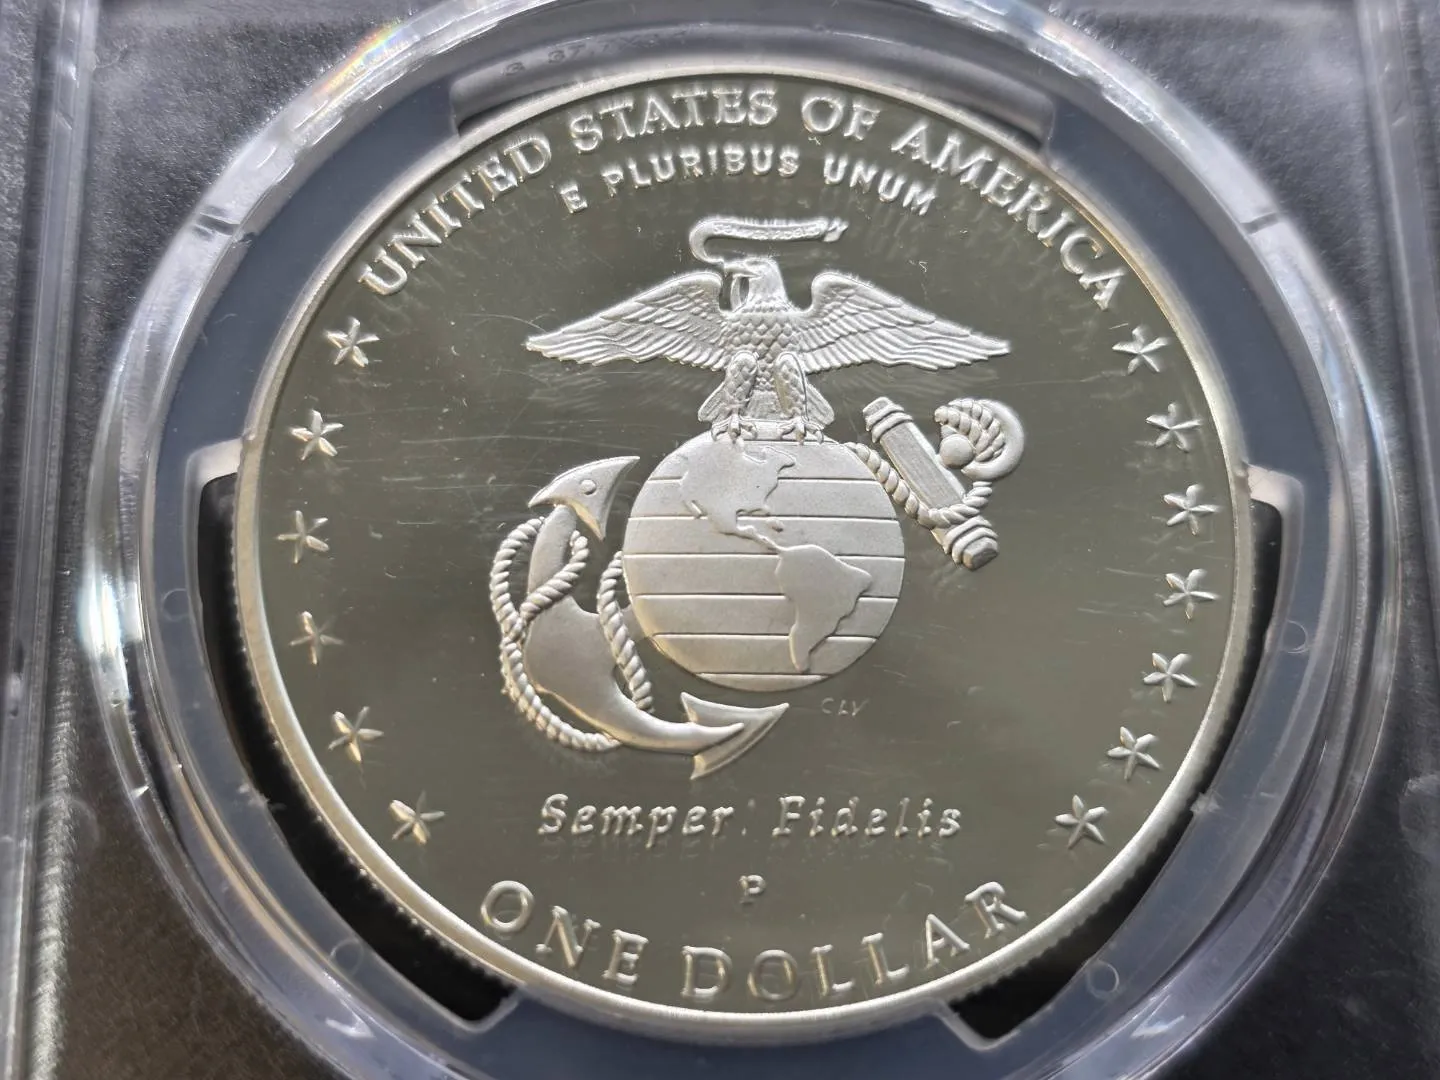 UNITED STATES OF AMERICA
E PLURIBUS UNUM
CLV
Semper Fidelis
P
ONE DOLLAR